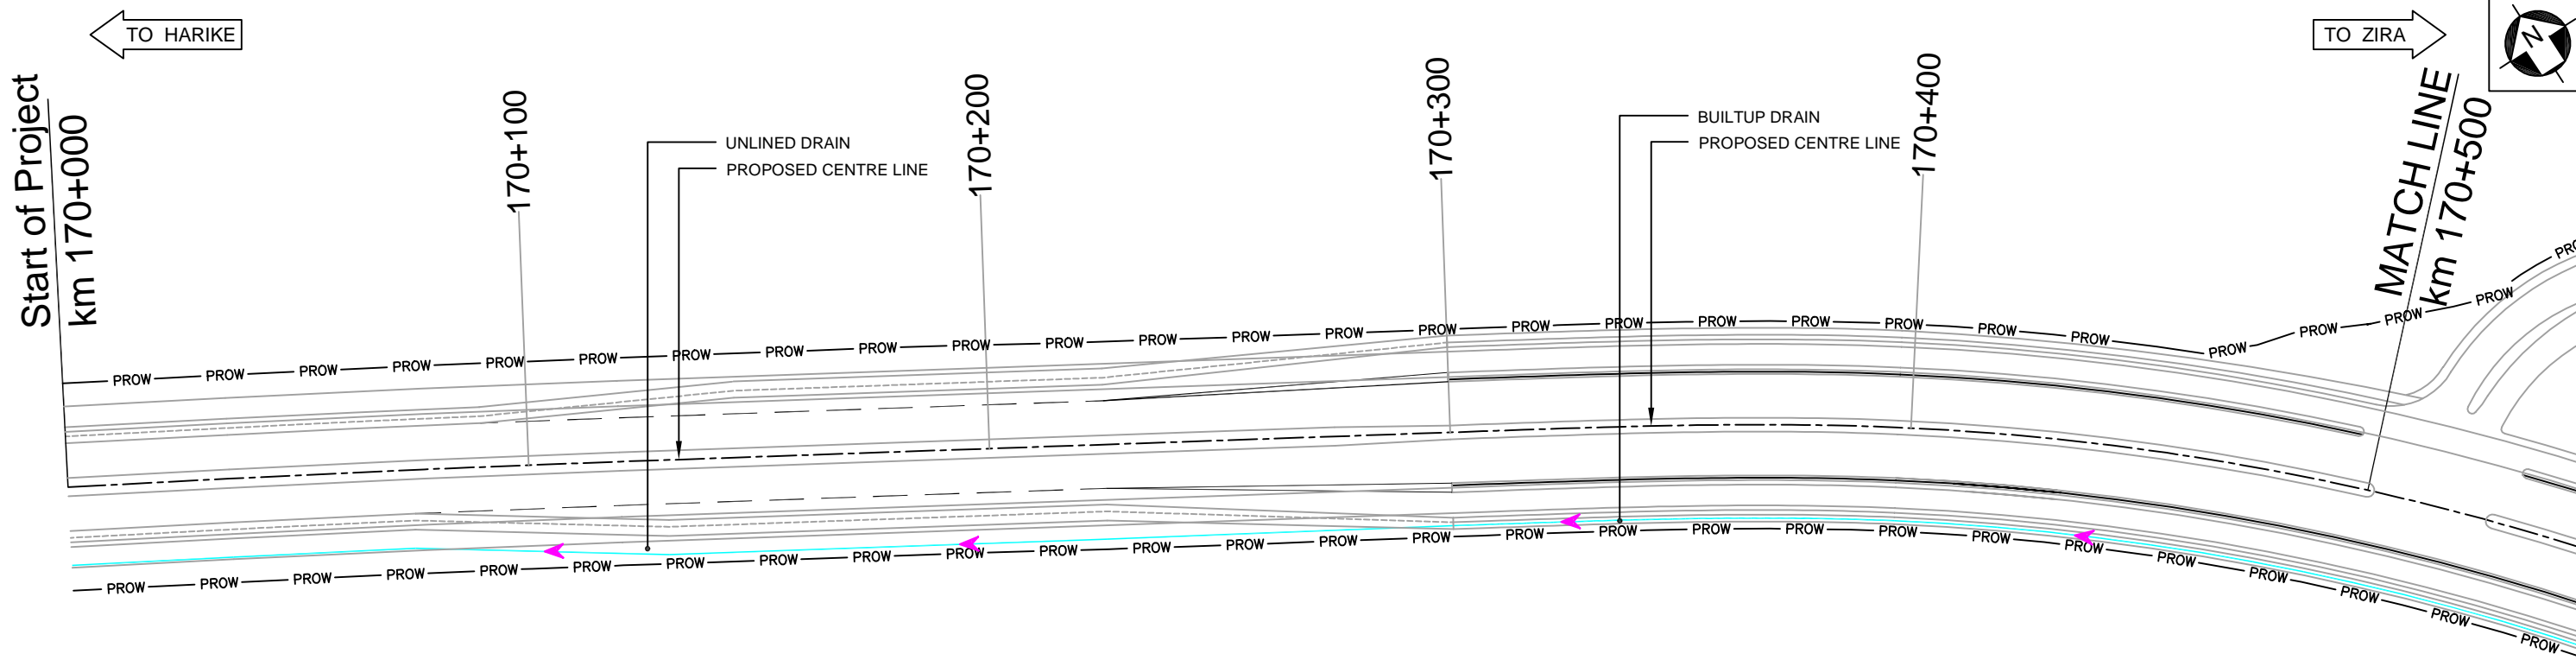 TO HARIKE
TO ZIRA
N
Start of Project
km 170+000
170+100
170+200
170+300
170+400
MATCH LINE
km 170+500
UNLINED DRAIN
PROPOSED CENTRE LINE
BUILTUP DRAIN
PROPOSED CENTRE LINE
PROW PROW PROW PROW PROW PROW PROW PROW PROW PROW PROW PROW PROW PROW PROW PROW PROW PROW PROW PROW PROW PROW PROW PROW PROW PROW PRO
PROW PROW PROW PROW PROW PROW PROW PROW PROW PROW PROW PROW PROW PROW PROW PROW PROW PROW PROW PROW PROW PROW PROW PROW PROW PROW PROW